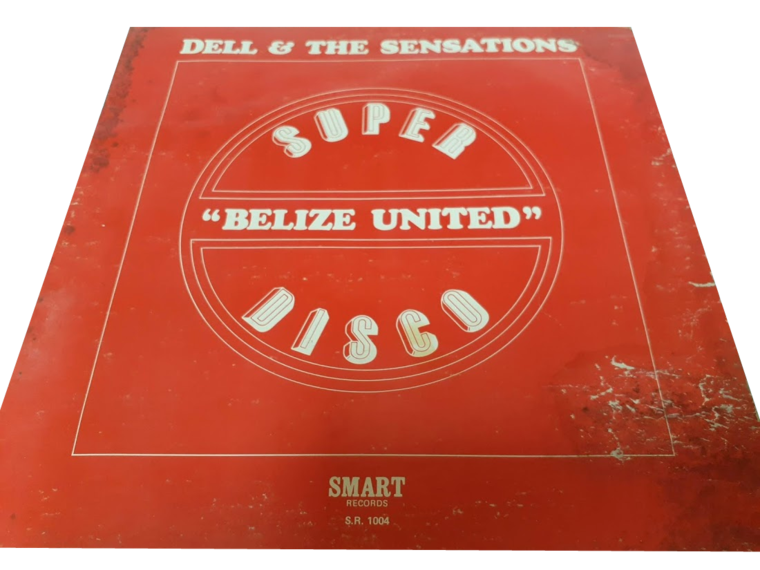 DELL & THE SENSATIONS
SUPER
“BELIZE UNITED”
DISCO
SMART
RECORDS
S.R. 1004